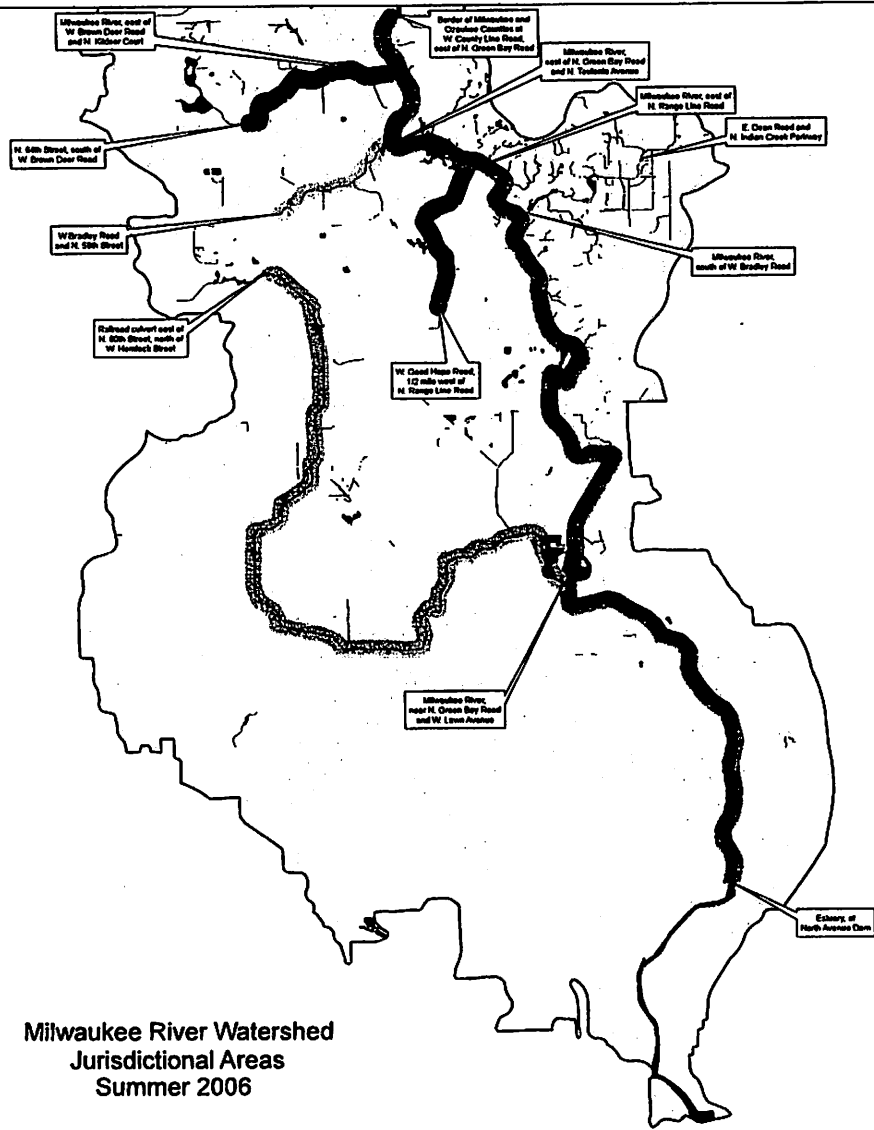 Milwaukee River, east of
W. Brown Deer Road
and N. Kildeer Court
Border of Milwaukee and
Ozaukee Counties at
W. County Line Road,
east of N. Green Bay Road
Milwaukee River,
east of N. Green Bay Road
and N. Teutonia Avenue
Milwaukee River, east of
N. Range Line Road
E. Dean Road and
N. Indian Creek Parkway
N. 64th Street, south of
W. Brown Deer Road
W Bradley Road
and N. 55th Street
Milwaukee River,
south of W. Bradley Road
Railroad culvert east of
N. 60th Street, north of
W. Hemlock Street
W. Good Hope Road,
1/2 mile west of
N. Range Line Road
Milwaukee River,
near N. Green Bay Road
and W. Lawn Avenue
Estuary, at
North Avenue Dam
Milwaukee River Watershed
Jurisdictional Areas
Summer 2006